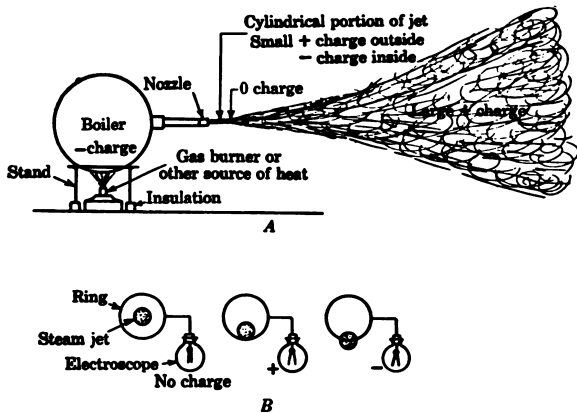 Cylindrical portion of jet
Small + charge outside
− charge inside
Nozzle
0 charge
Boiler
−charge
Large + charge
Gas burner or
other source of heat
Stand
Insulation
A
Ring
Steam jet
Electroscope
No charge
+
−
B